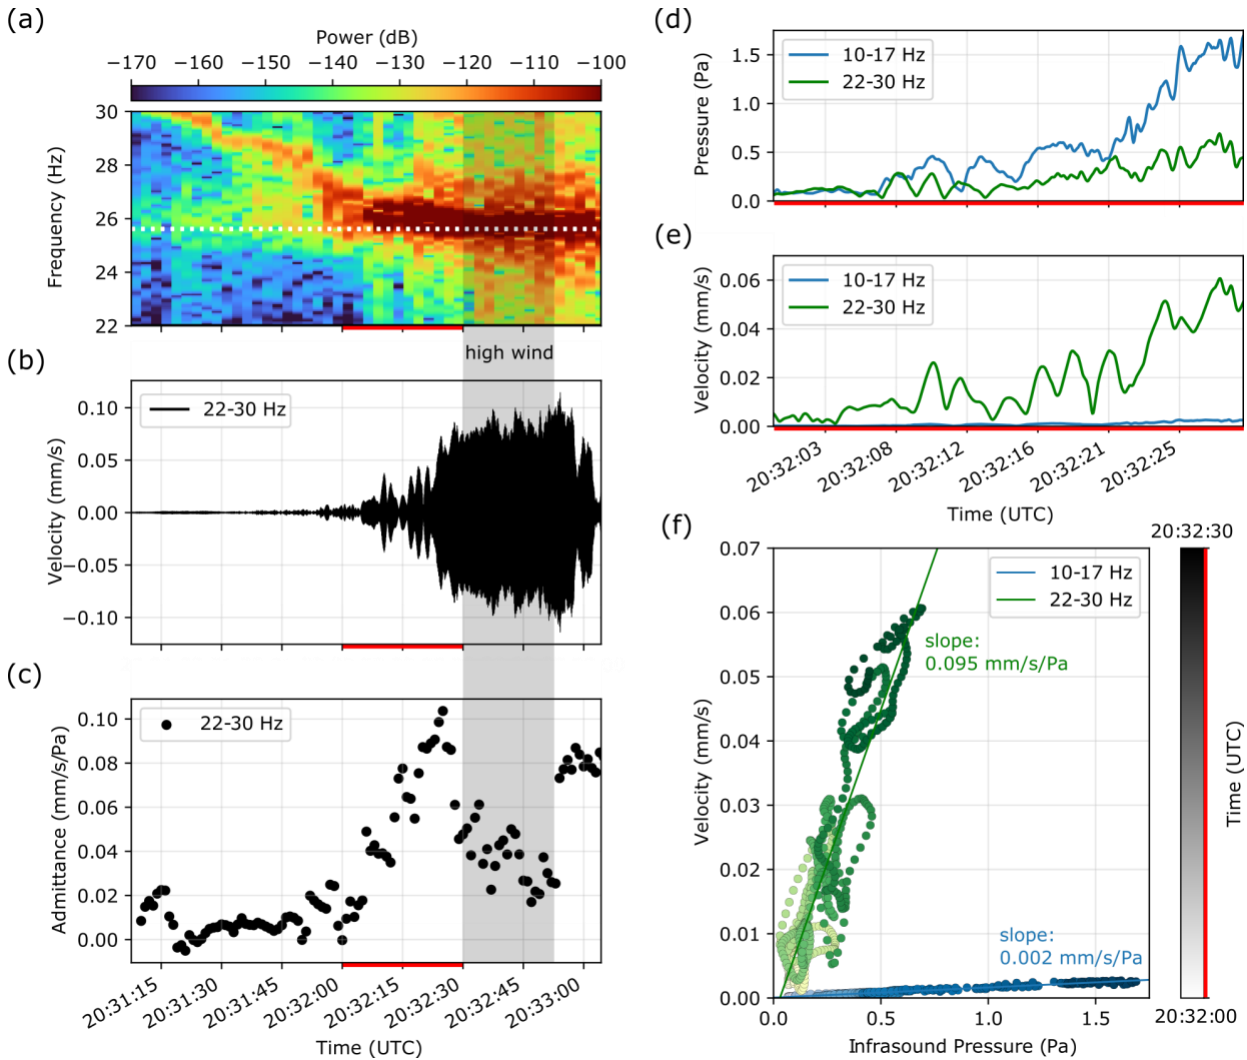 (a)
Power (dB)
−170 −160 −150 −140 −130 −120 −110 −100
Frequency (Hz)
30
28
26
24
22
high wind
(b)
22-30 Hz
Velocity (mm/s)
0.10
0.05
0.00
−0.05
−0.10
(c)
22-30 Hz
Admittance (mm/s/Pa)
0.10
0.08
0.06
0.04
0.02
0.00
20:31:15 20:31:30 20:31:45 20:32:00 20:32:15 20:32:30 20:32:45 20:33:00
Time (UTC)
(d)
10-17 Hz
22-30 Hz
Pressure (Pa)
1.5
1.0
0.5
0.0
(e)
10-17 Hz
22-30 Hz
Velocity (mm/s)
0.06
0.04
0.02
0.00
20:32:03 20:32:08 20:32:12 20:32:16 20:32:21 20:32:25
Time (UTC)
(f)
10-17 Hz
22-30 Hz
slope:
0.095 mm/s/Pa
slope:
0.002 mm/s/Pa
Velocity (mm/s)
0.07
0.06
0.05
0.04
0.03
0.02
0.01
0.00
0.0 0.5 1.0 1.5
Infrasound Pressure (Pa)
20:32:30
Time (UTC)
20:32:00